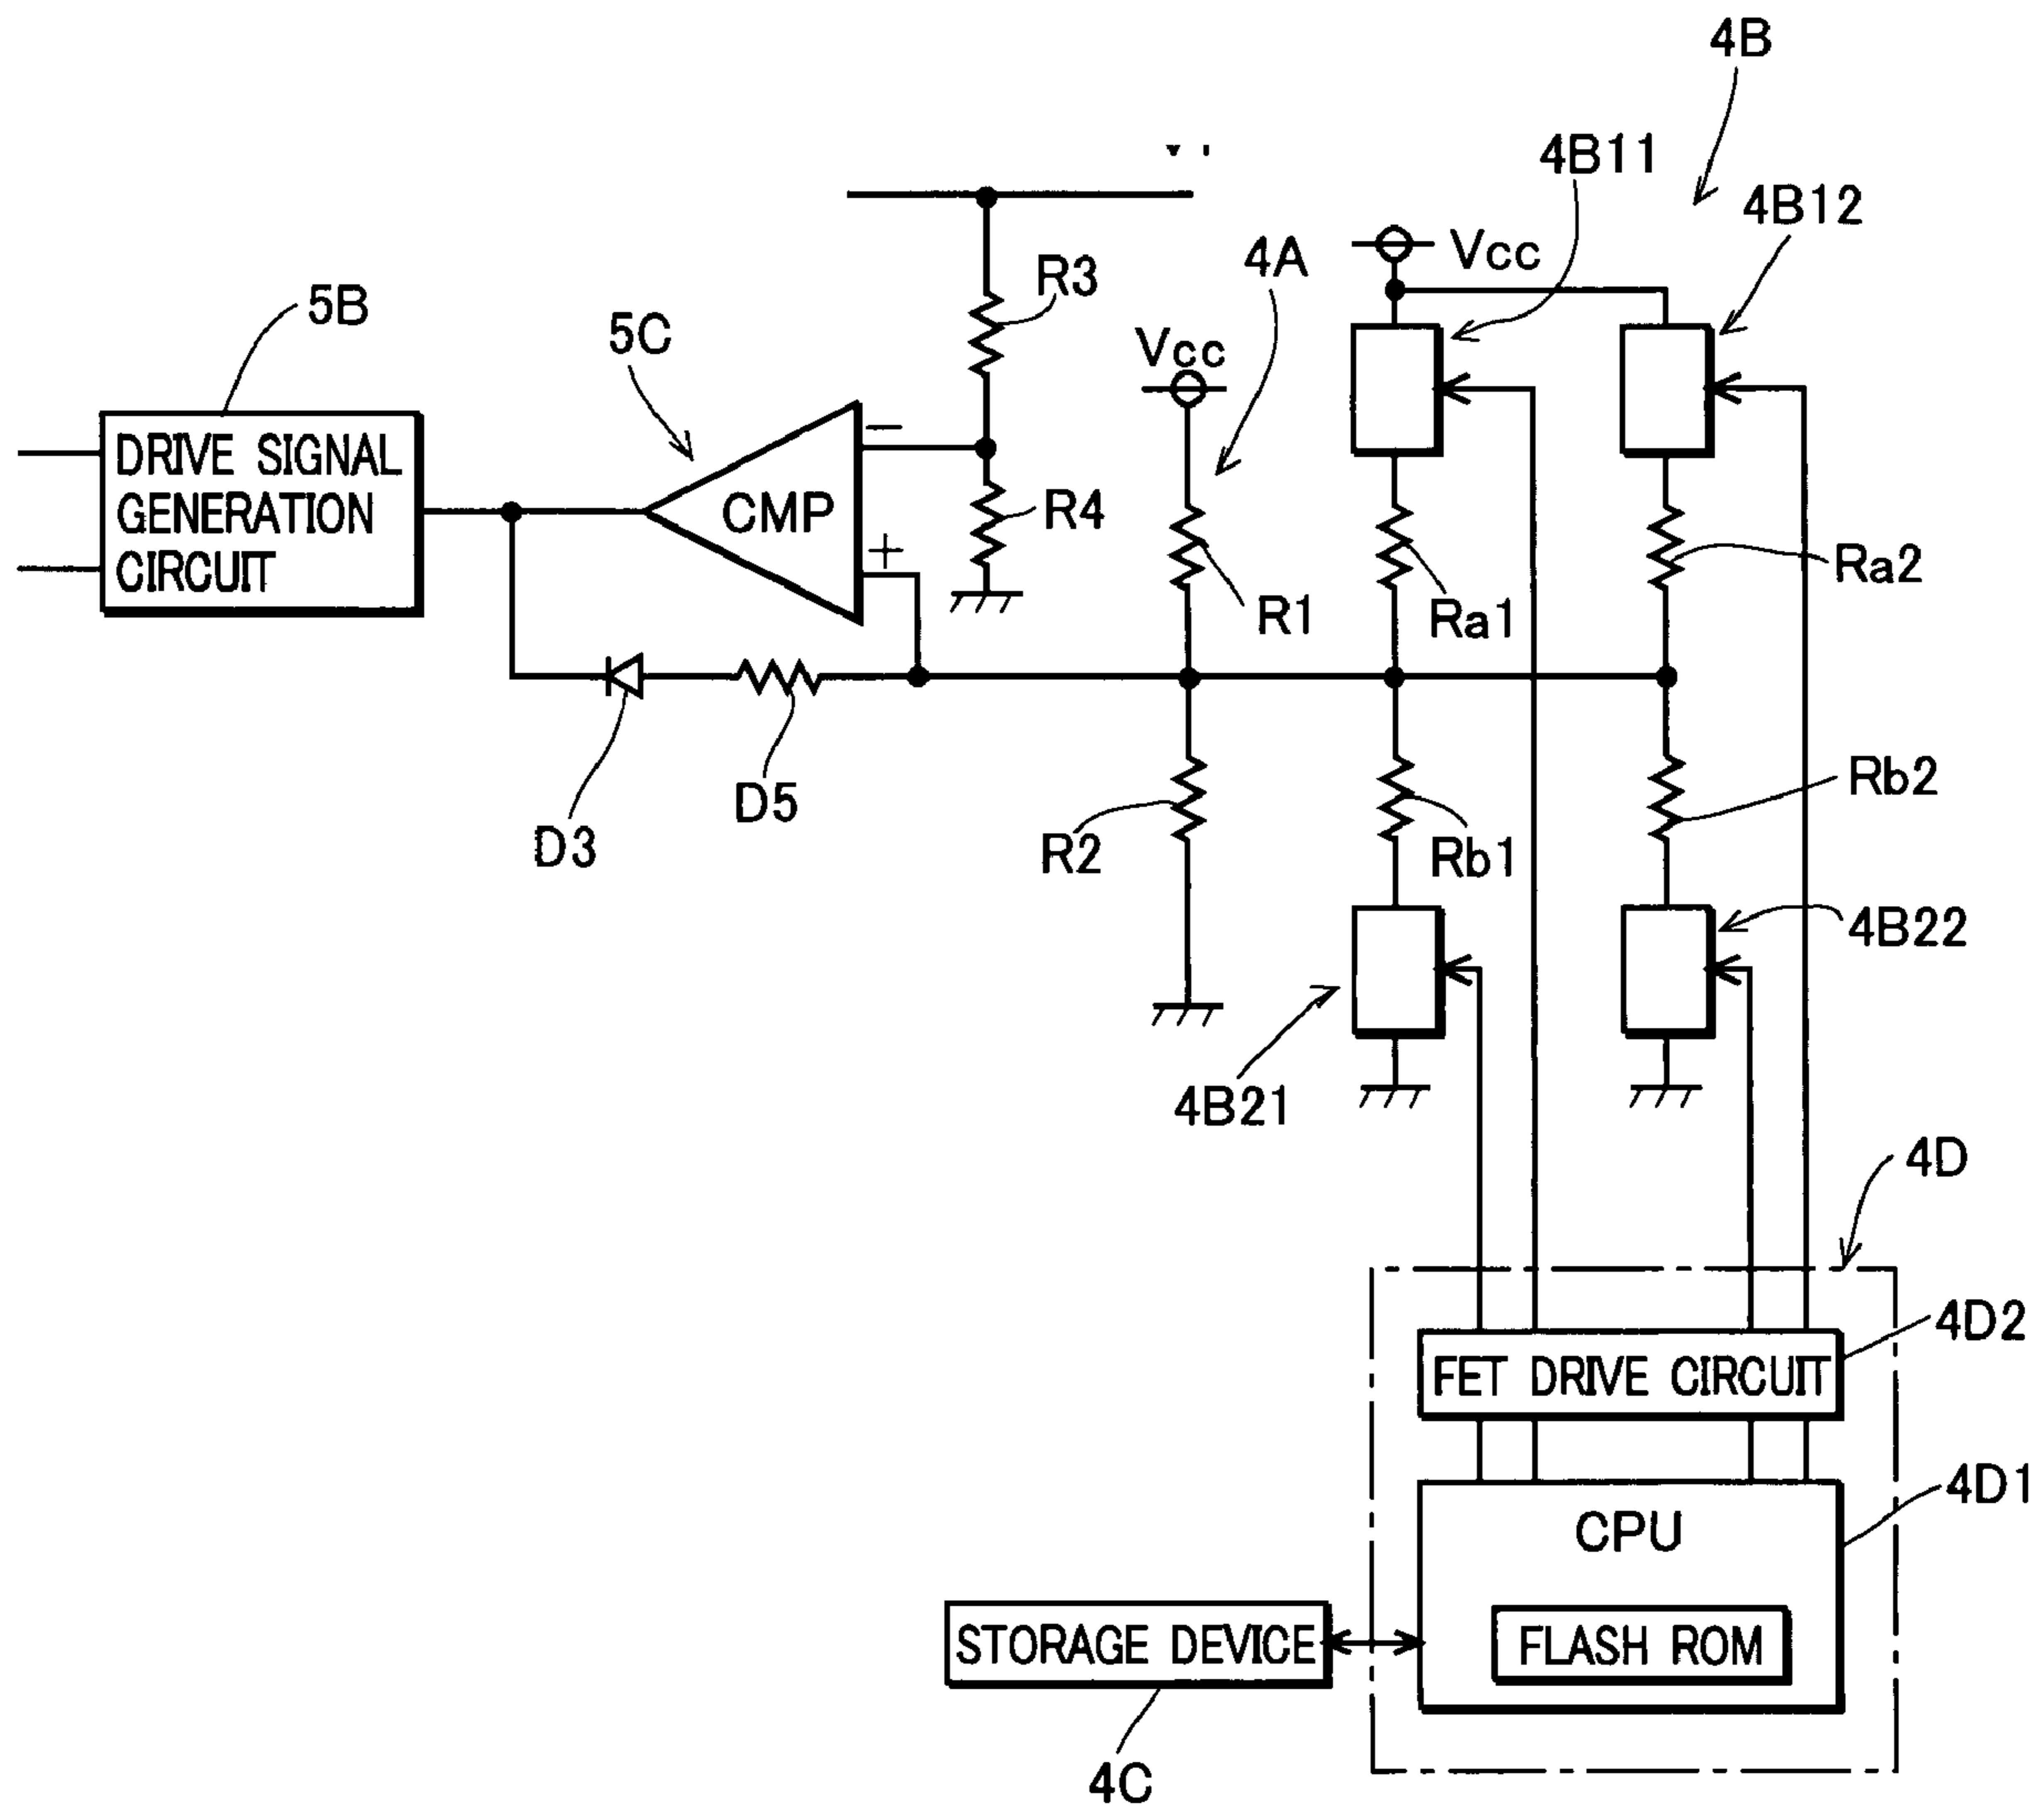 4B
4B11
4B12
Vcc
4A
R3
5B
5C
Vcc
DRIVE SIGNAL
GENERATION
CIRCUIT
−
CMP
R4
+
R1
Ra1
Ra2
D3
D5
R2
Rb1
Rb2
4B22
4B21
4D
4D2
FET DRIVE CIRCUIT
4D1
CPU
STORAGE DEVICE
FLASH ROM
4C